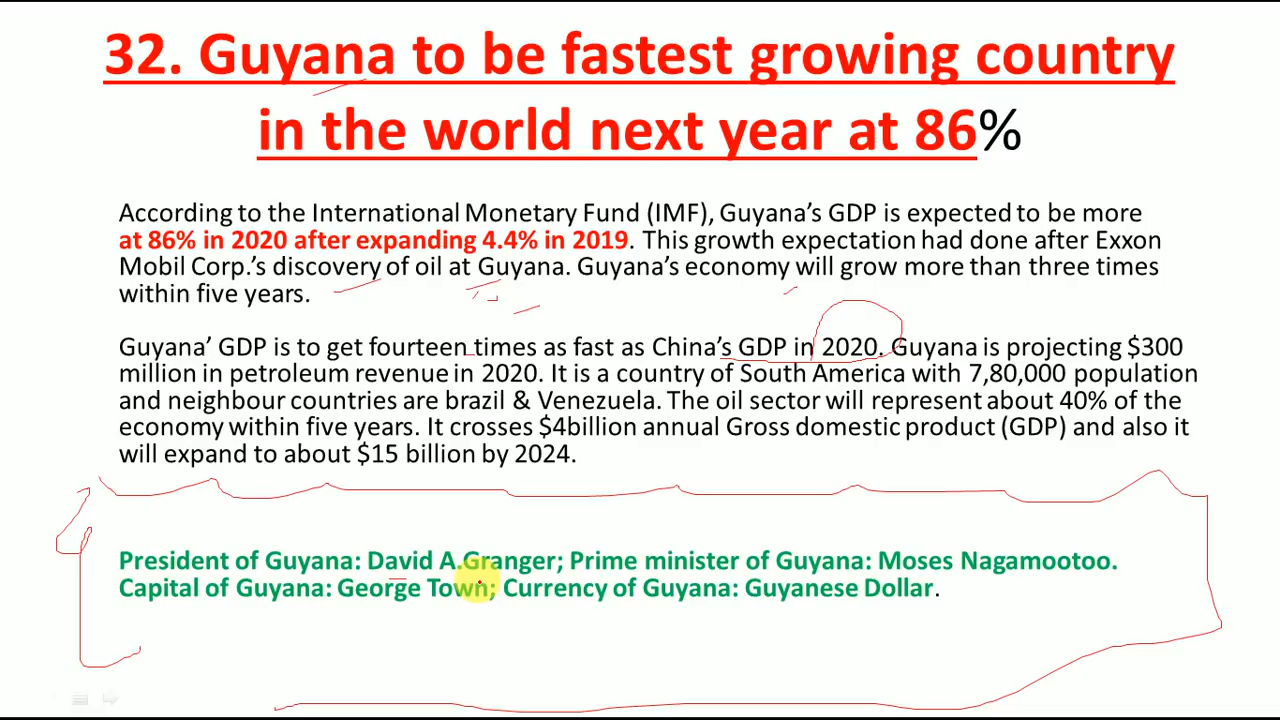 32. Guyana to be fastest growing country
in the world next year at 86%
According to the International Monetary Fund (IMF), Guyana’s GDP is expected to be more
at 86% in 2020 after expanding 4.4% in 2019. This growth expectation had done after Exxon
Mobil Corp.’s discovery of oil at Guyana. Guyana’s economy will grow more than three times
within five years.
Guyana’ GDP is to get fourteen times as fast as China’s GDP in 2020. Guyana is projecting $300
million in petroleum revenue in 2020. It is a country of South America with 7,80,000 population
and neighbour countries are brazil & Venezuela. The oil sector will represent about 40% of the
economy within five years. It crosses $4billion annual Gross domestic product (GDP) and also it
will expand to about $15 billion by 2024.
President of Guyana: David A.Granger; Prime minister of Guyana: Moses Nagamootoo.
Capital of Guyana: George Town; Currency of Guyana: Guyanese Dollar.